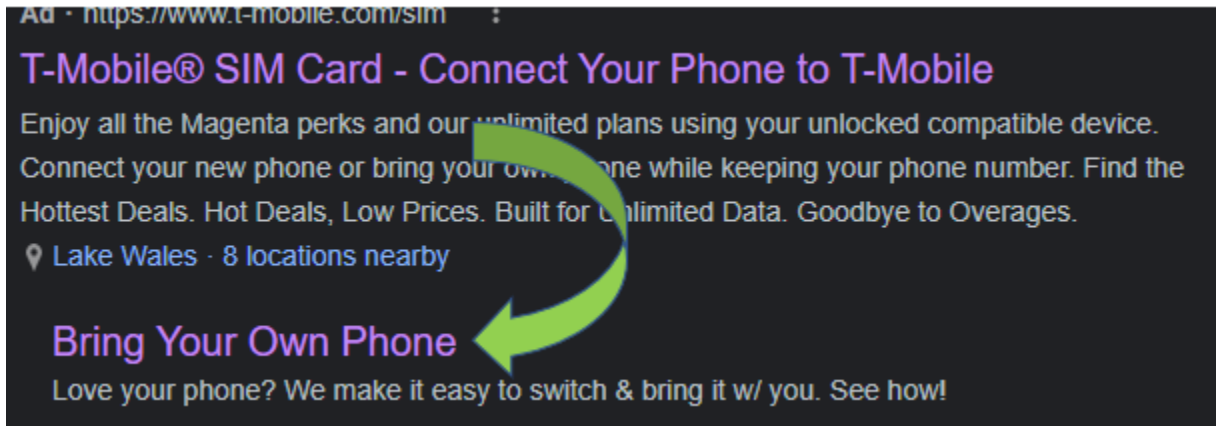 Ad · https://www.t-mobile.com/sim
T-Mobile® SIM Card - Connect Your Phone to T-Mobile
Enjoy all the Magenta perks and our unlimited plans using your unlocked compatible device.
Connect your new phone or bring your own phone while keeping your phone number. Find the
Hottest Deals. Hot Deals, Low Prices. Built for Unlimited Data. Goodbye to Overages.
Lake Wales · 8 locations nearby
Bring Your Own Phone
Love your phone? We make it easy to switch & bring it w/ you. See how!